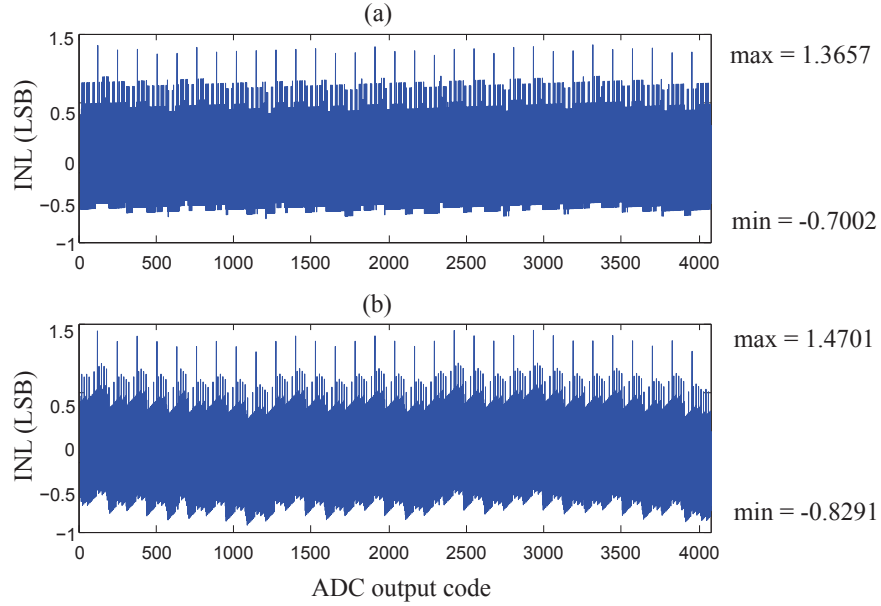 (a)
INL (LSB)
1.5
0.5
0
−0.5
−1
0 500 1000 1500 2000 2500 3000 3500 4000
max = 1.3657
min = -0.7002
(b)
INL (LSB)
1.5
0.5
0
−0.5
−1
0 500 1000 1500 2000 2500 3000 3500 4000
max = 1.4701
min = -0.8291
ADC output code